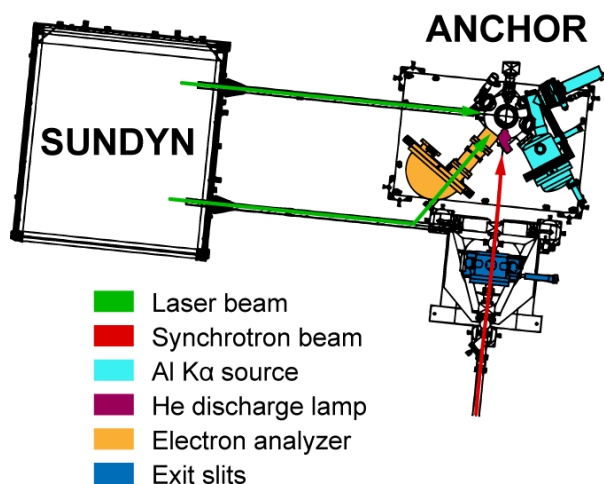 ANCHOR
SUNDYN
Laser beam
Synchrotron beam
Al Kα source
He discharge lamp
Electron analyzer
Exit slits